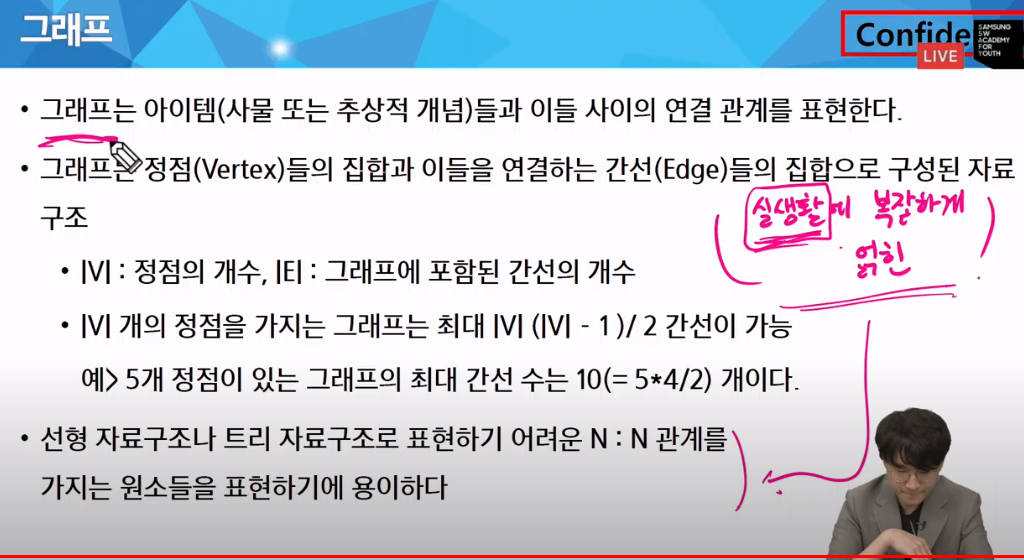 그래프
Confide
LIVE
SAMSUNG
SW
ACADEMY
FOR
YOUTH
• 그래프는 아이템(사물 또는 추상적 개념)들과 이들 사이의 연결 관계를 표현한다.
• 그래프는 정점(Vertex)들의 집합과 이들을 연결하는 간선(Edge)들의 집합으로 구성된 자료
구조
실생활에 복잡하게
얽힌
• |V| : 정점의 개수, |E| : 그래프에 포함된 간선의 개수
• |V| 개의 정점을 가지는 그래프는 최대 |V| (|V| - 1)/ 2 간선이 가능
예> 5개 정점이 있는 그래프의 최대 간선 수는 10(= 5*4/2) 개이다.
• 선형 자료구조나 트리 자료구조로 표현하기 어려운 N : N 관계를
가지는 원소들을 표현하기에 용이하다